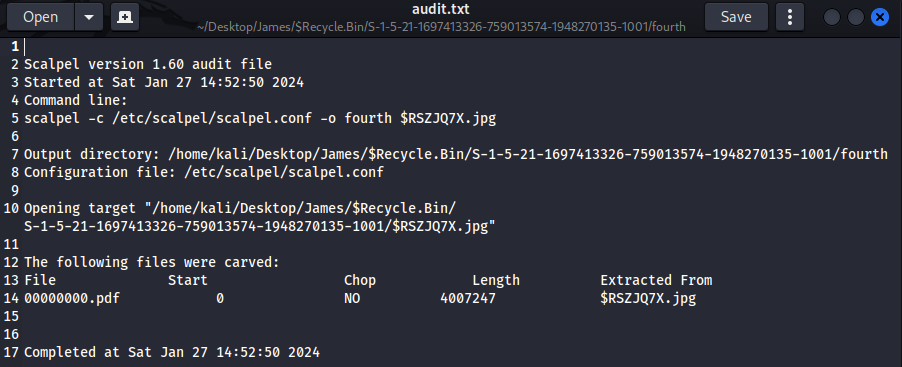 Open
audit.txt
~/Desktop/James/$Recycle.Bin/S-1-5-21-1697413326-759013574-1948270135-1001/fourth
Save
1
2 Scalpel version 1.60 audit file
3 Started at Sat Jan 27 14:52:50 2024
4 Command line:
5 scalpel -c /etc/scalpel/scalpel.conf -o fourth $RSZJQ7X.jpg
6
7 Output directory: /home/kali/Desktop/James/$Recycle.Bin/S-1-5-21-1697413326-759013574-1948270135-1001/fourth
8 Configuration file: /etc/scalpel/scalpel.conf
9
10 Opening target "/home/kali/Desktop/James/$Recycle.Bin/
S-1-5-21-1697413326-759013574-1948270135-1001/$RSZJQ7X.jpg"
11
12 The following files were carved:
13 File Start Chop Length Extracted From
14 00000000.pdf 0 NO 4007247 $RSZJQ7X.jpg
15
16
17 Completed at Sat Jan 27 14:52:50 2024